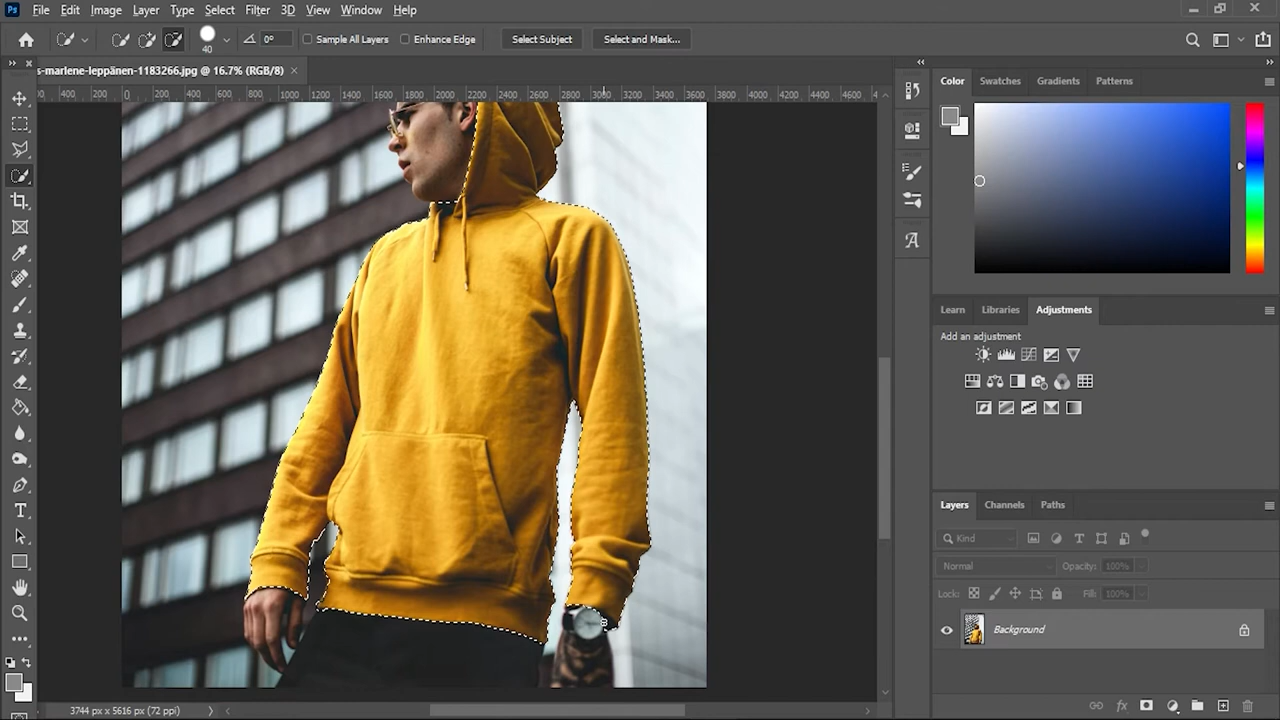 Ps File Edit Image Layer Type Select Filter 3D View Window Help
40 0° Sample All Layers Enhance Edge Select Subject Select and Mask...
s-marlene-leppänen-1183266.jpg @ 16.7% (RGB/8) ×
400 200 0 200 400 600 800 1000 1200 1400 1600 1800 2000 2200 2400 2600 2800 3000 3200 3400 3600 3800 4000 4200 4400 4600
Color Swatches Gradients Patterns
Learn Libraries Adjustments
Add an adjustment
Layers Channels Paths
Kind
Normal Opacity: 100%
Lock: Fill: 100%
Background
3744 px x 5616 px (72 ppi)